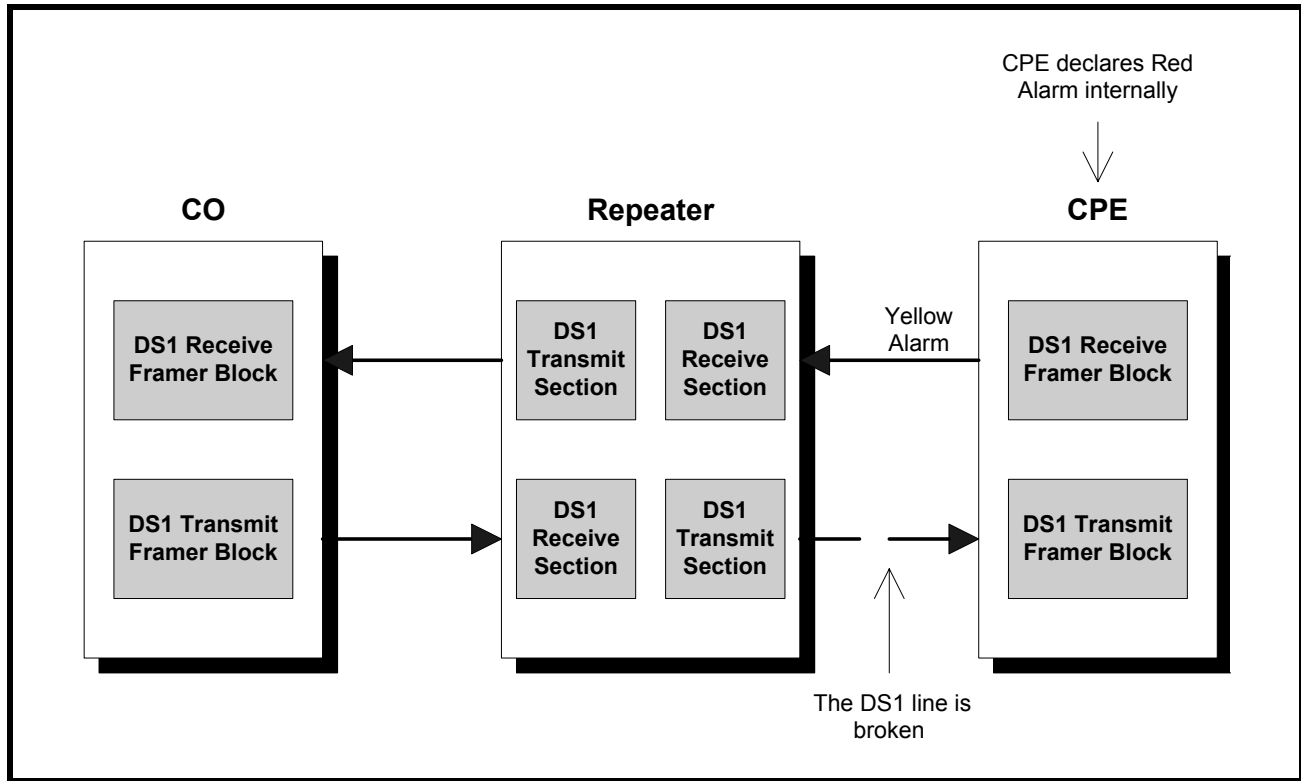 CPE declares Red
Alarm internally
CO
Repeater
CPE
DS1 Receive
Framer Block
DS1
Transmit
Section
DS1
Receive
Section
Yellow
Alarm
DS1 Receive
Framer Block
DS1 Transmit
Framer Block
DS1
Receive
Section
DS1
Transmit
Section
DS1 Transmit
Framer Block
The DS1 line is
broken